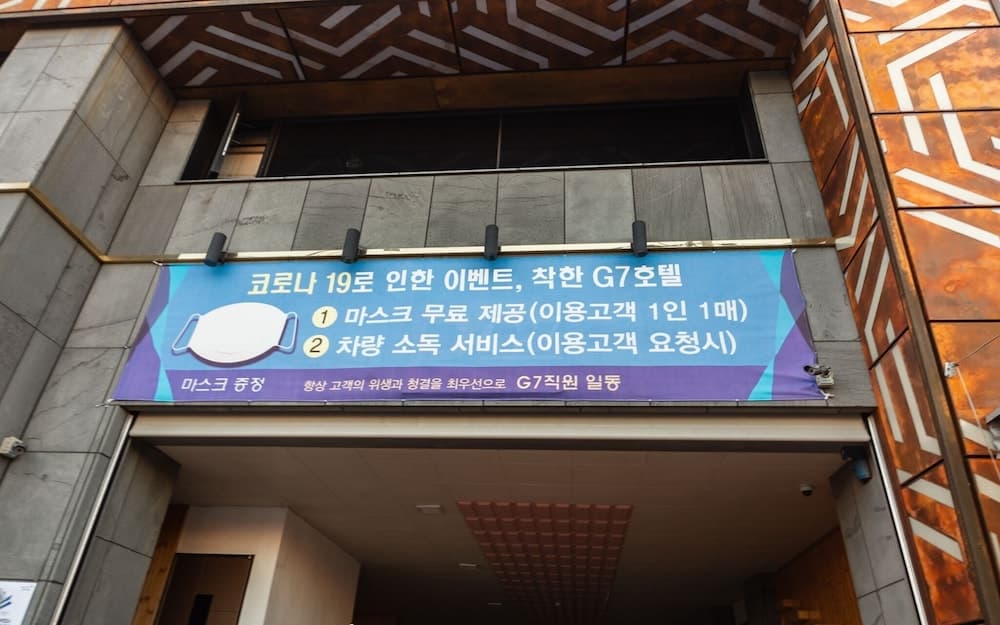 코로나 19로 인한 이벤트, 착한 G7호텔
1 마스크 무료 제공(이용고객 1인 1매)
2 차량 소독 서비스(이용고객 요청시)
마스크 증정 항상 고객의 위생과 청결을 최우선으로 G7직원 일동